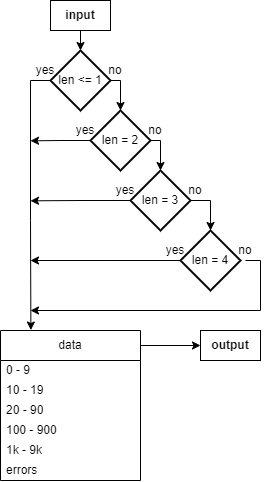 input
yes
no
len <= 1
yes
no
len = 2
yes
no
len = 3
yes
no
len = 4
data
output
0 - 9
10 - 19
20 - 90
100 - 900
1k - 9k
errors